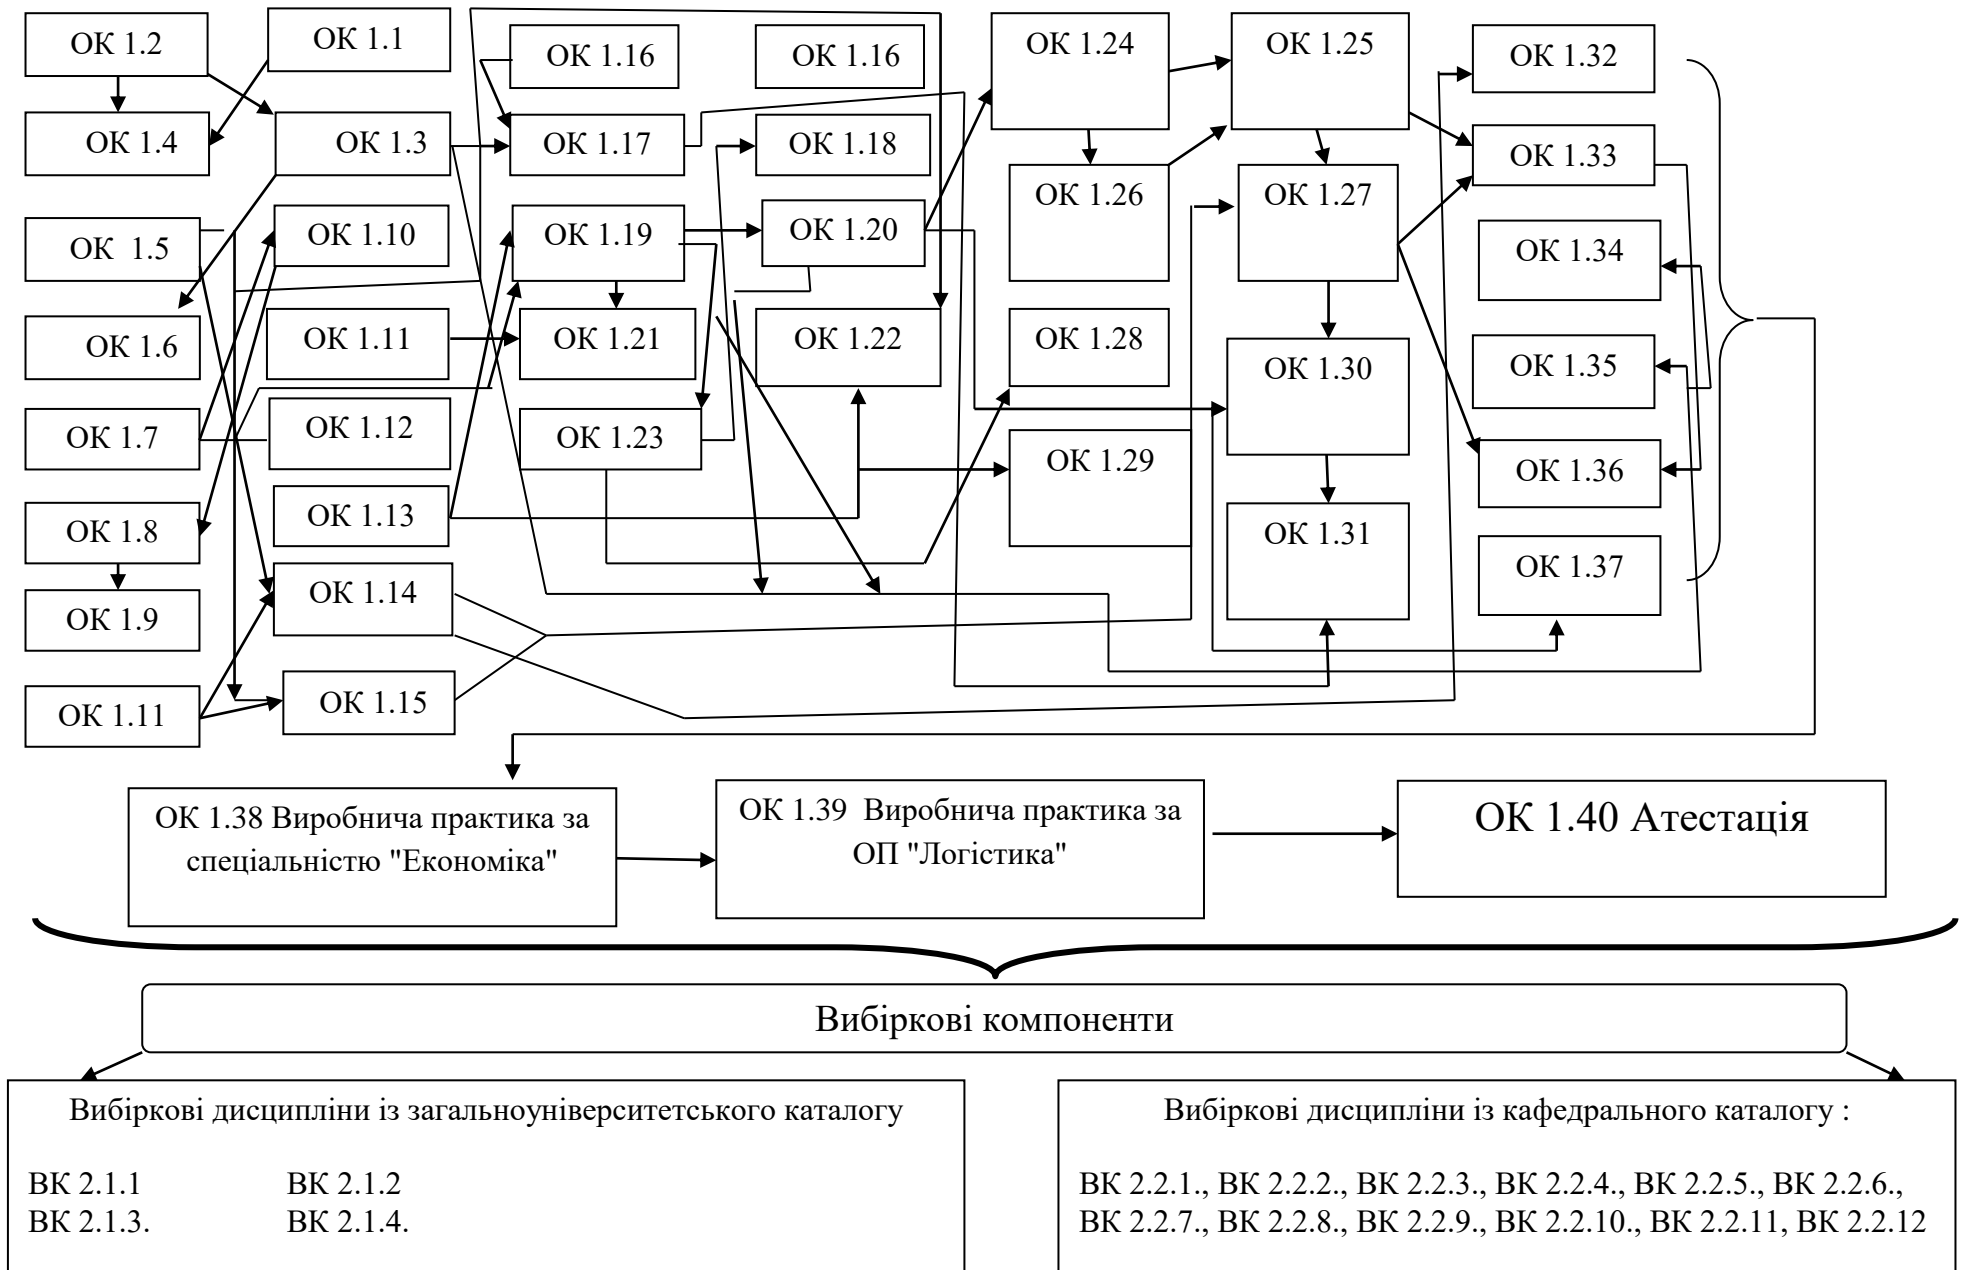 ОК 1.2
ОК 1.1
ОК 1.16
ОК 1.16
ОК 1.24
ОК 1.25
ОК 1.32
ОК 1.4
ОК 1.3
ОК 1.17
ОК 1.18
ОК 1.26
ОК 1.27
ОК 1.33
ОК 1.5
ОК 1.10
ОК 1.19
ОК 1.20
ОК 1.34
ОК 1.6
ОК 1.11
ОК 1.21
ОК 1.22
ОК 1.28
ОК 1.30
ОК 1.35
ОК 1.7
ОК 1.12
ОК 1.23
ОК 1.29
ОК 1.36
ОК 1.8
ОК 1.13
ОК 1.31
ОК 1.37
ОК 1.9
ОК 1.14
ОК 1.11
ОК 1.15
ОК 1.38 Виробнича практика за
спеціальністю "Економіка"
ОК 1.39 Виробнича практика за
ОП "Логістика"
ОК 1.40 Атестація
Вибіркові компоненти
Вибіркові дисципліни із загальноуніверситетського каталогу
ВК 2.1.1 ВК 2.1.2
ВК 2.1.3. ВК 2.1.4.
Вибіркові дисципліни із кафедрального каталогу :
ВК 2.2.1., ВК 2.2.2., ВК 2.2.3., ВК 2.2.4., ВК 2.2.5., ВК 2.2.6.,
ВК 2.2.7., ВК 2.2.8., ВК 2.2.9., ВК 2.2.10., ВК 2.2.11, ВК 2.2.12